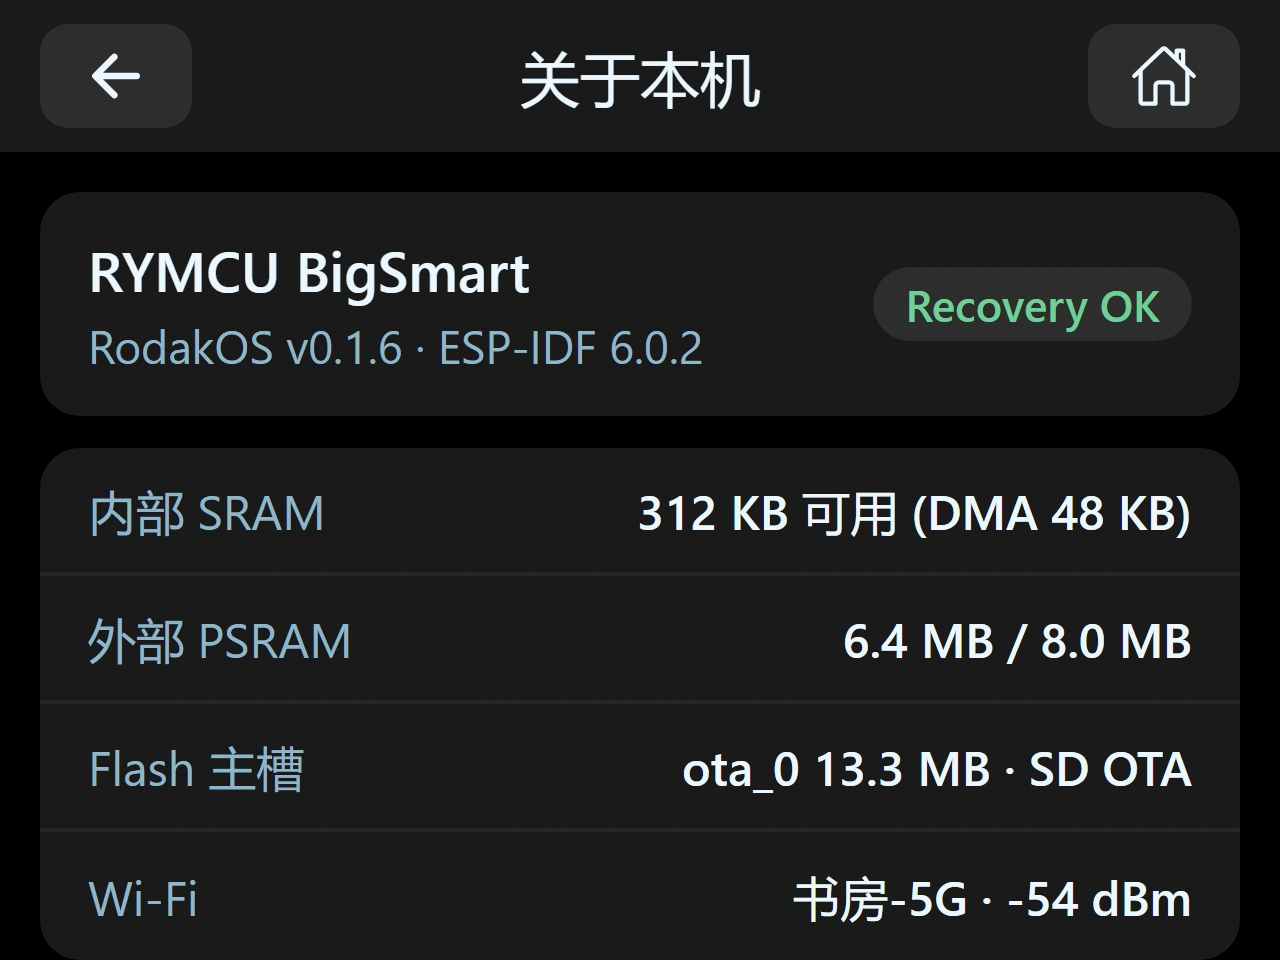 关于本机
RYMCU BigSmart
Recovery OK
RodakOS v0.1.6 · ESP-IDF 6.0.2
内部 SRAM 312 KB 可用 (DMA 48 KB)
外部 PSRAM 6.4 MB / 8.0 MB
Flash 主槽 ota_0 13.3 MB · SD OTA
Wi-Fi 书房-5G · -54 dBm